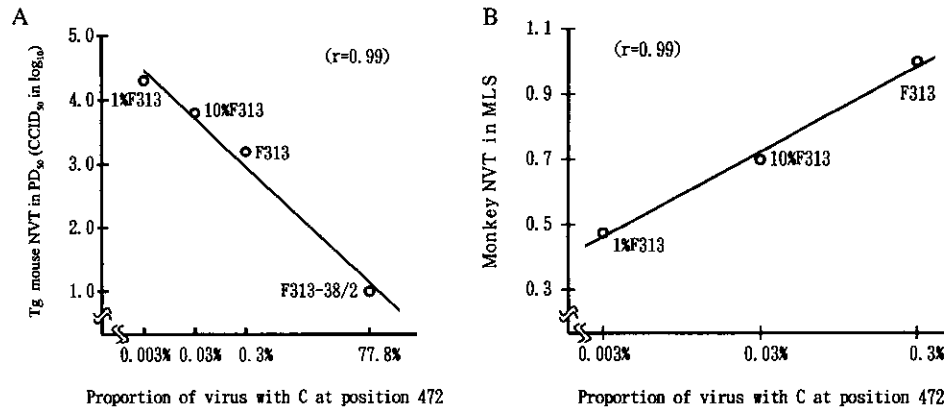 A
Tg mouse NVT in PD50 (CCID50 in log10)
5.0
4.0
3.0
2.0
1.0
(r=0.99)
1%F313
10%F313
F313
F313-38/2
0.003% 0.03% 0.3% 77.8%
Proportion of virus with C at position 472
B
Monkey NVT in MLS
1.1
0.9
0.7
0.5
0.3
(r=0.99)
F313
10%F313
1%F313
0.003% 0.03% 0.3%
Proportion of virus with C at position 472